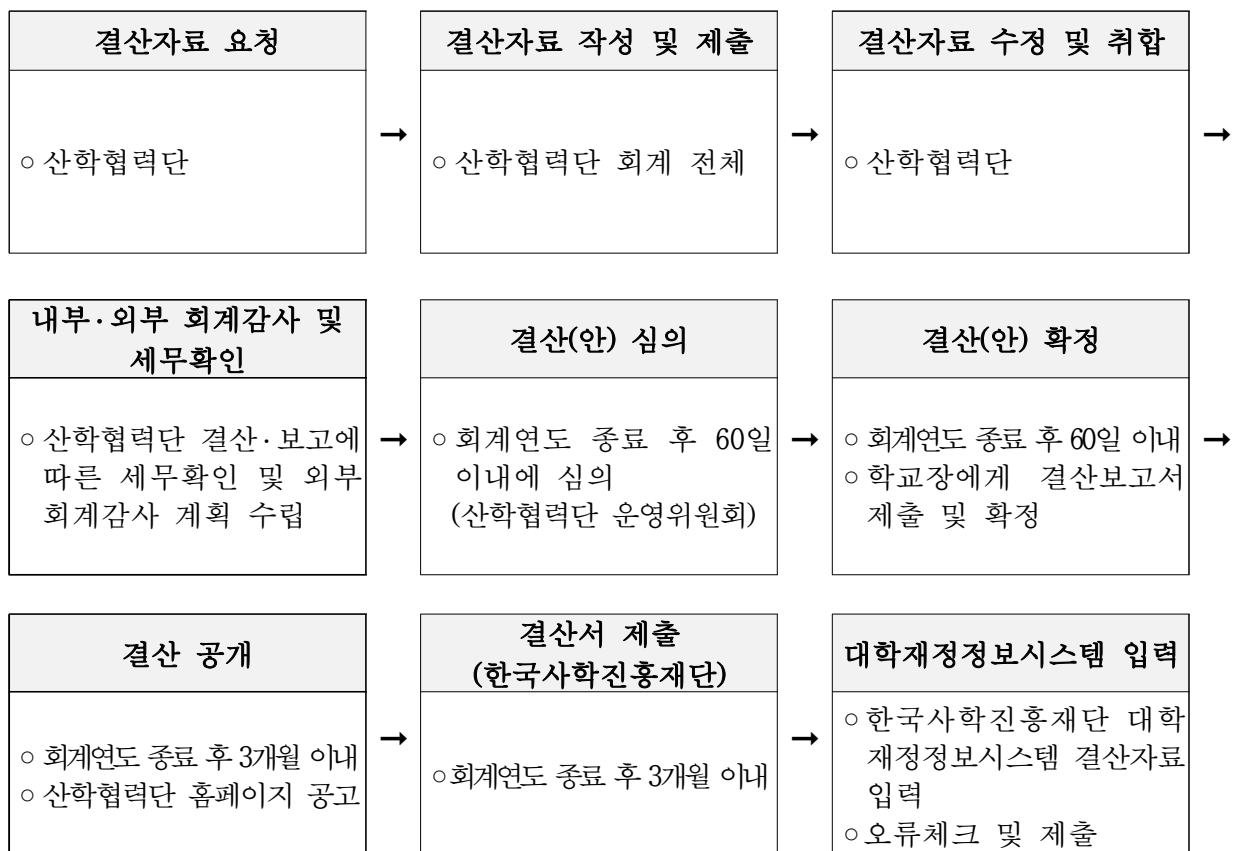 결산자료 요청
○ 산학협력단
→
결산자료 작성 및 제출
○ 산학협력단 회계 전체
→
결산자료 수정 및 취합
○ 산학협력단
→
내부·외부 회계감사 및
세무확인
○ 산학협력단 결산·보고에
따른 세무확인 및 외부
회계감사 계획 수립
→
결산(안) 심의
○ 회계연도 종료 후 60일
이내에 심의
(산학협력단 운영위원회)
→
결산(안) 확정
○ 회계연도 종료 후 60일 이내
○ 학교장에게 결산보고서
제출 및 확정
→
결산 공개
○ 회계연도 종료 후 3개월 이내
○ 산학협력단 홈페이지 공고
→
결산서 제출
(한국사학진흥재단)
○회계연도 종료 후 3개월 이내
→
대학재정정보시스템 입력
○한국사학진흥재단 대학
재정정보시스템 결산자료
입력
○오류체크 및 제출